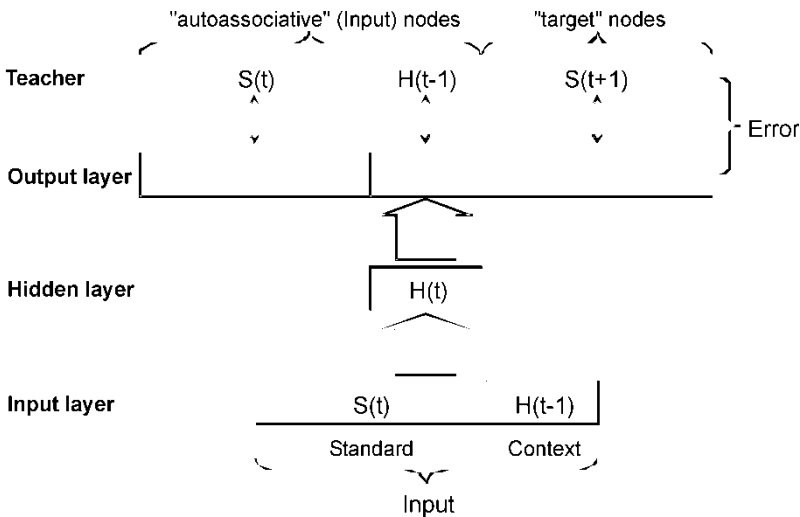 "autoassociative" (Input) nodes "target" nodes
Teacher S(t) H(t-1) S(t+1)
Error
Output layer
Hidden layer H(t)
Input layer S(t) H(t-1)
Standard Context
Input